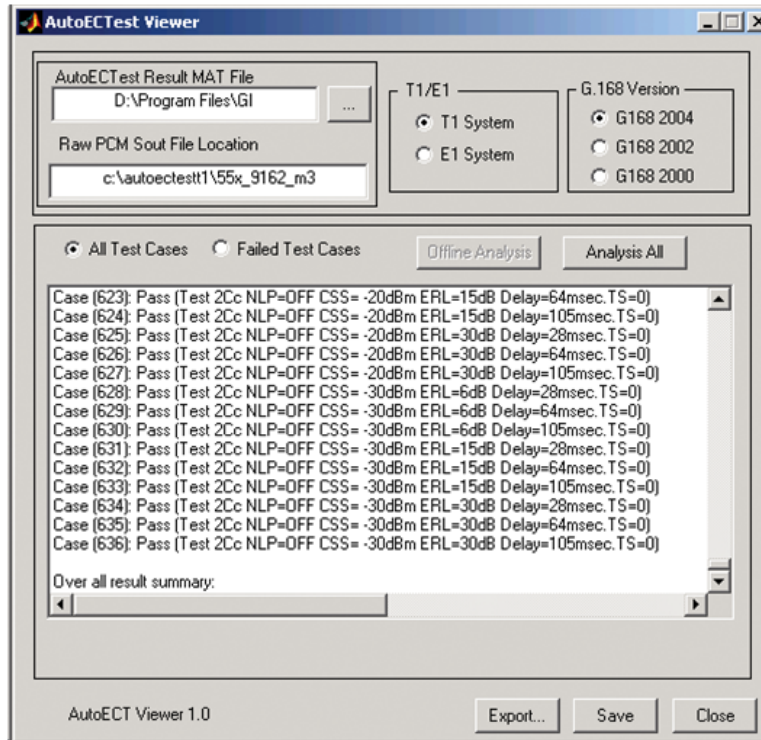 AutoECTest Viewer
AutoECTest Result MAT File
D:\Program Files\GI
...
Raw PCM Sout File Location
c:\autoectestt1\55x_9162_m3
T1/E1
T1 System
E1 System
G.168 Version
G168 2004
G168 2002
G168 2000
All Test Cases
Failed Test Cases
Offline Analysis
Analysis All
Case (623): Pass (Test 2Cc NLP=OFF CSS= -20dBm ERL=15dB Delay=64msec.TS=0)
Case (624): Pass (Test 2Cc NLP=OFF CSS= -20dBm ERL=15dB Delay=105msec.TS=0)
Case (625): Pass (Test 2Cc NLP=OFF CSS= -20dBm ERL=30dB Delay=28msec.TS=0)
Case (626): Pass (Test 2Cc NLP=OFF CSS= -20dBm ERL=30dB Delay=64msec.TS=0)
Case (627): Pass (Test 2Cc NLP=OFF CSS= -20dBm ERL=30dB Delay=105msec.TS=0)
Case (628): Pass (Test 2Cc NLP=OFF CSS= -30dBm ERL=6dB Delay=28msec.TS=0)
Case (629): Pass (Test 2Cc NLP=OFF CSS= -30dBm ERL=6dB Delay=64msec.TS=0)
Case (630): Pass (Test 2Cc NLP=OFF CSS= -30dBm ERL=6dB Delay=105msec.TS=0)
Case (631): Pass (Test 2Cc NLP=OFF CSS= -30dBm ERL=15dB Delay=28msec.TS=0)
Case (632): Pass (Test 2Cc NLP=OFF CSS= -30dBm ERL=15dB Delay=64msec.TS=0)
Case (633): Pass (Test 2Cc NLP=OFF CSS= -30dBm ERL=15dB Delay=105msec.TS=0)
Case (634): Pass (Test 2Cc NLP=OFF CSS= -30dBm ERL=30dB Delay=28msec.TS=0)
Case (635): Pass (Test 2Cc NLP=OFF CSS= -30dBm ERL=30dB Delay=64msec.TS=0)
Case (636): Pass (Test 2Cc NLP=OFF CSS= -30dBm ERL=30dB Delay=105msec.TS=0)
Over all result summary:
AutoECT Viewer 1.0
Export...
Save
Close